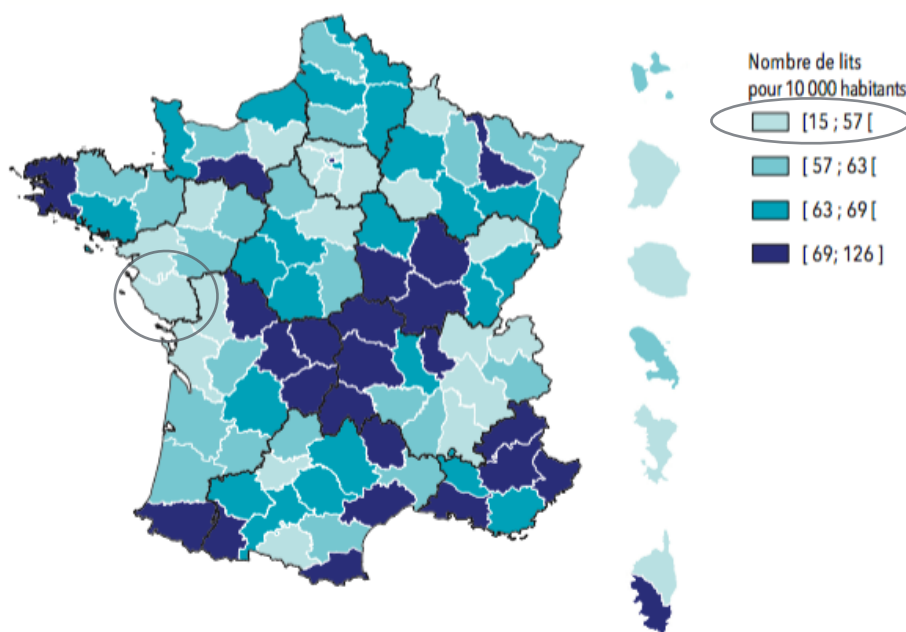 Nombre de lits
pour 10 000 habitants
[15 ; 57 [
[ 57 ; 63 [
[ 63 ; 69 [
[ 69; 126 ]